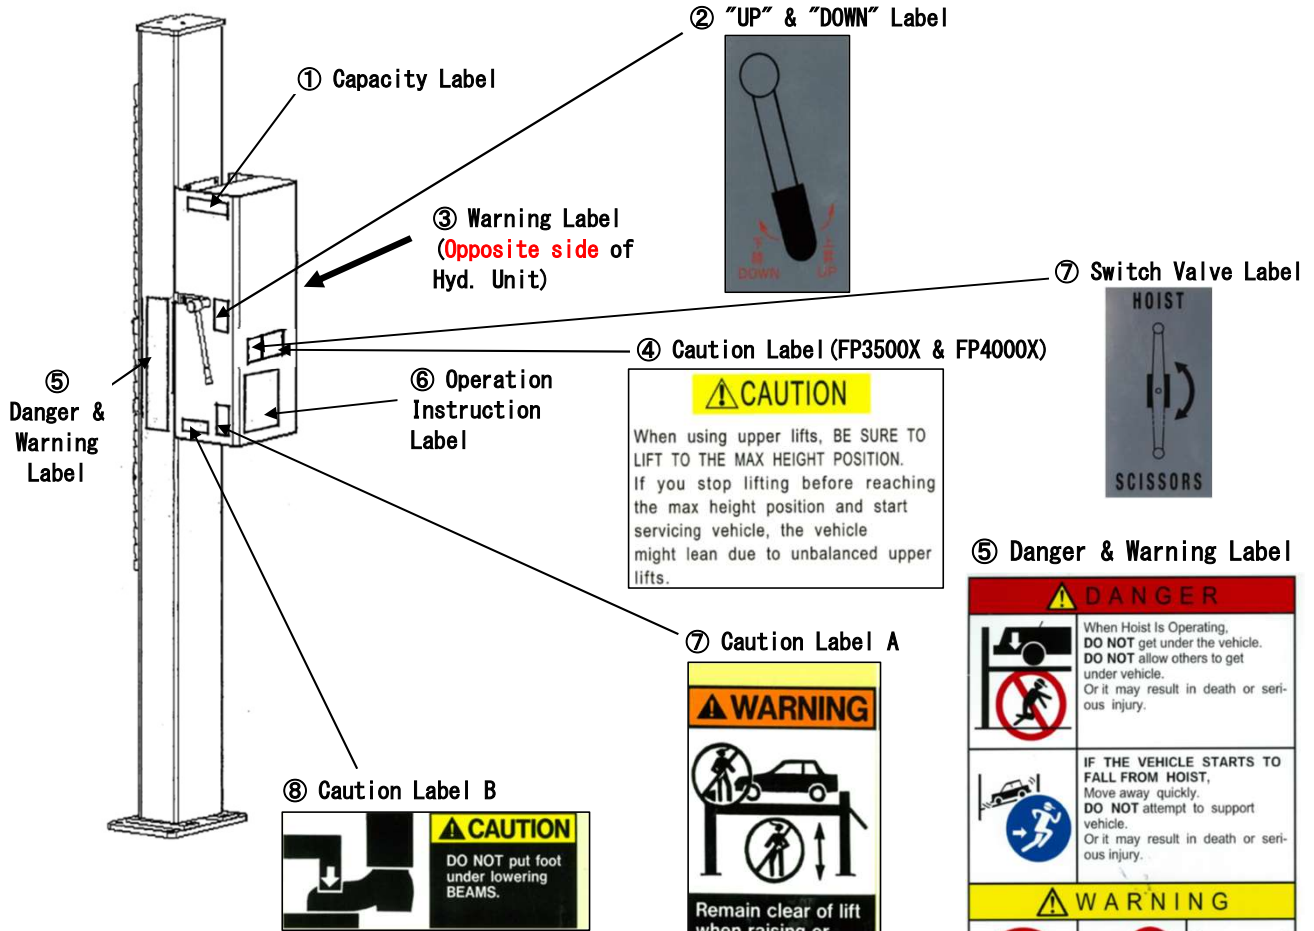 ② "UP" & "DOWN" Label
① Capacity Label
下
降
DOWN
上
昇
UP
③ Warning Label
(Opposite side of
Hyd. Unit)
⑦ Switch Valve Label
HOIST
SCISSORS
④ Caution Label(FP3500X & FP4000X)
CAUTION
When using upper lifts, BE SURE TO
LIFT TO THE MAX HEIGHT POSITION.
If you stop lifting before reaching
the max height position and start
servicing vehicle, the vehicle
might lean due to unbalanced upper
lifts.
⑤
Danger &
Warning
Label
⑥ Operation
Instruction
Label
⑤ Danger & Warning Label
DANGER
When Hoist Is Operating,
DO NOT get under the vehicle.
DO NOT allow others to get
under vehicle.
Or it may result in death or seri-
ous injury.
IF THE VEHICLE STARTS TO
FALL FROM HOIST,
Move away quickly.
DO NOT attempt to support
vehicle.
Or it may result in death or seri-
ous injury.
WARNING
⑦ Caution Label A
WARNING
Remain clear of lift
when raising or
⑧ Caution Label B
CAUTION
DO NOT put foot
under lowering
BEAMS.